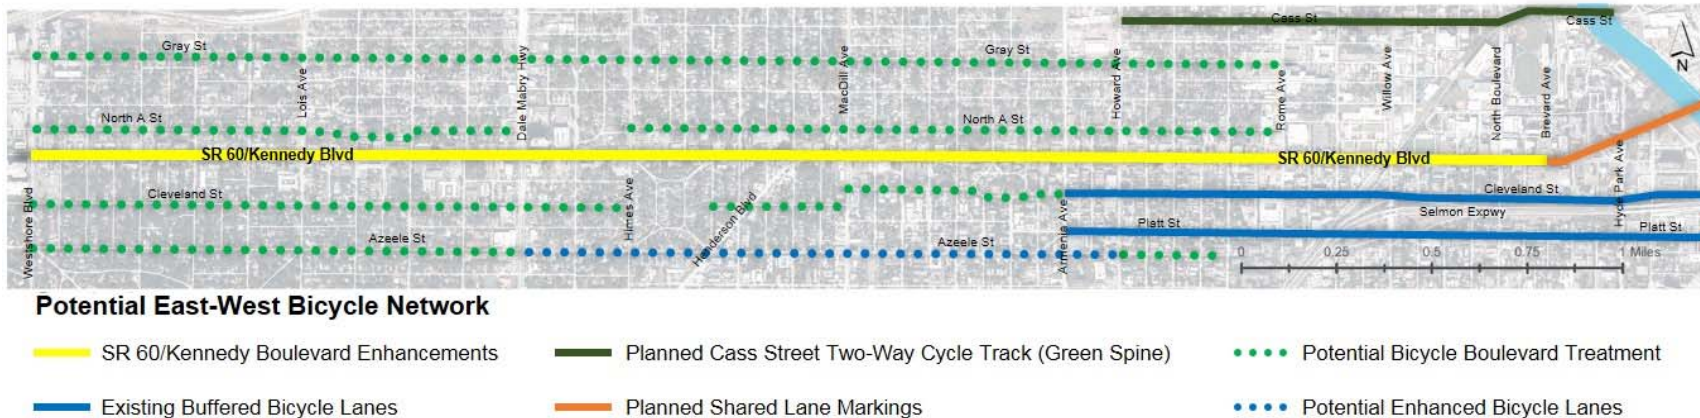 Cass St
Cass St
Gray St
Gray St
N
Lois Ave
Dale Mabry Hwy
MacDill Ave
Howard Ave
Rome Ave
Willow Ave
North Boulevard
Brevard Ave
North A St
North A St
SR 60/Kennedy Blvd
SR 60/Kennedy Blvd
Hyde Park Ave
Cleveland St
Cleveland St
Westshore Blvd
Himes Ave
Henderson Blvd
Armenia Ave
Selmon Expwy
Platt St
Platt St
Azeele St
Azeele St
0 0.25 0.5 0.75 1 Miles
Potential East-West Bicycle Network
SR 60/Kennedy Boulevard Enhancements
Planned Cass Street Two-Way Cycle Track (Green Spine)
Potential Bicycle Boulevard Treatment
Existing Buffered Bicycle Lanes
Planned Shared Lane Markings
Potential Enhanced Bicycle Lanes